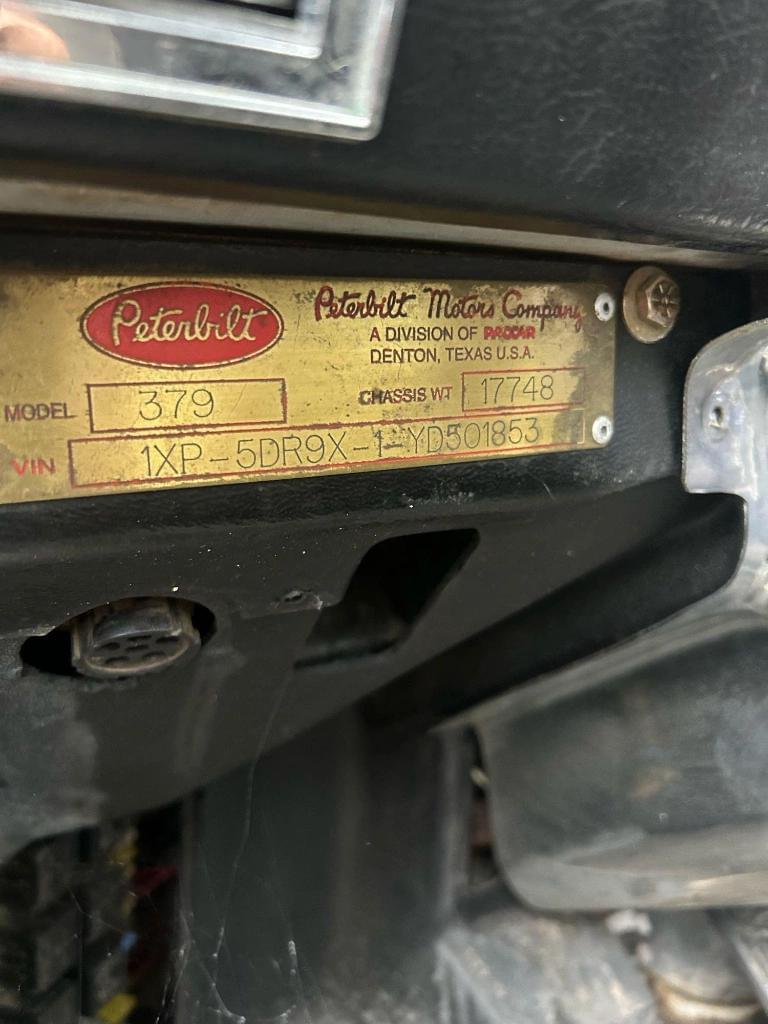 Peterbilt
Peterbilt Motors Company
A DIVISION OF PACCAR
DENTON, TEXAS U.S.A.
MODEL 379
CHASSIS WT 17748
VIN 1XP-5DR9X-1-YD501853